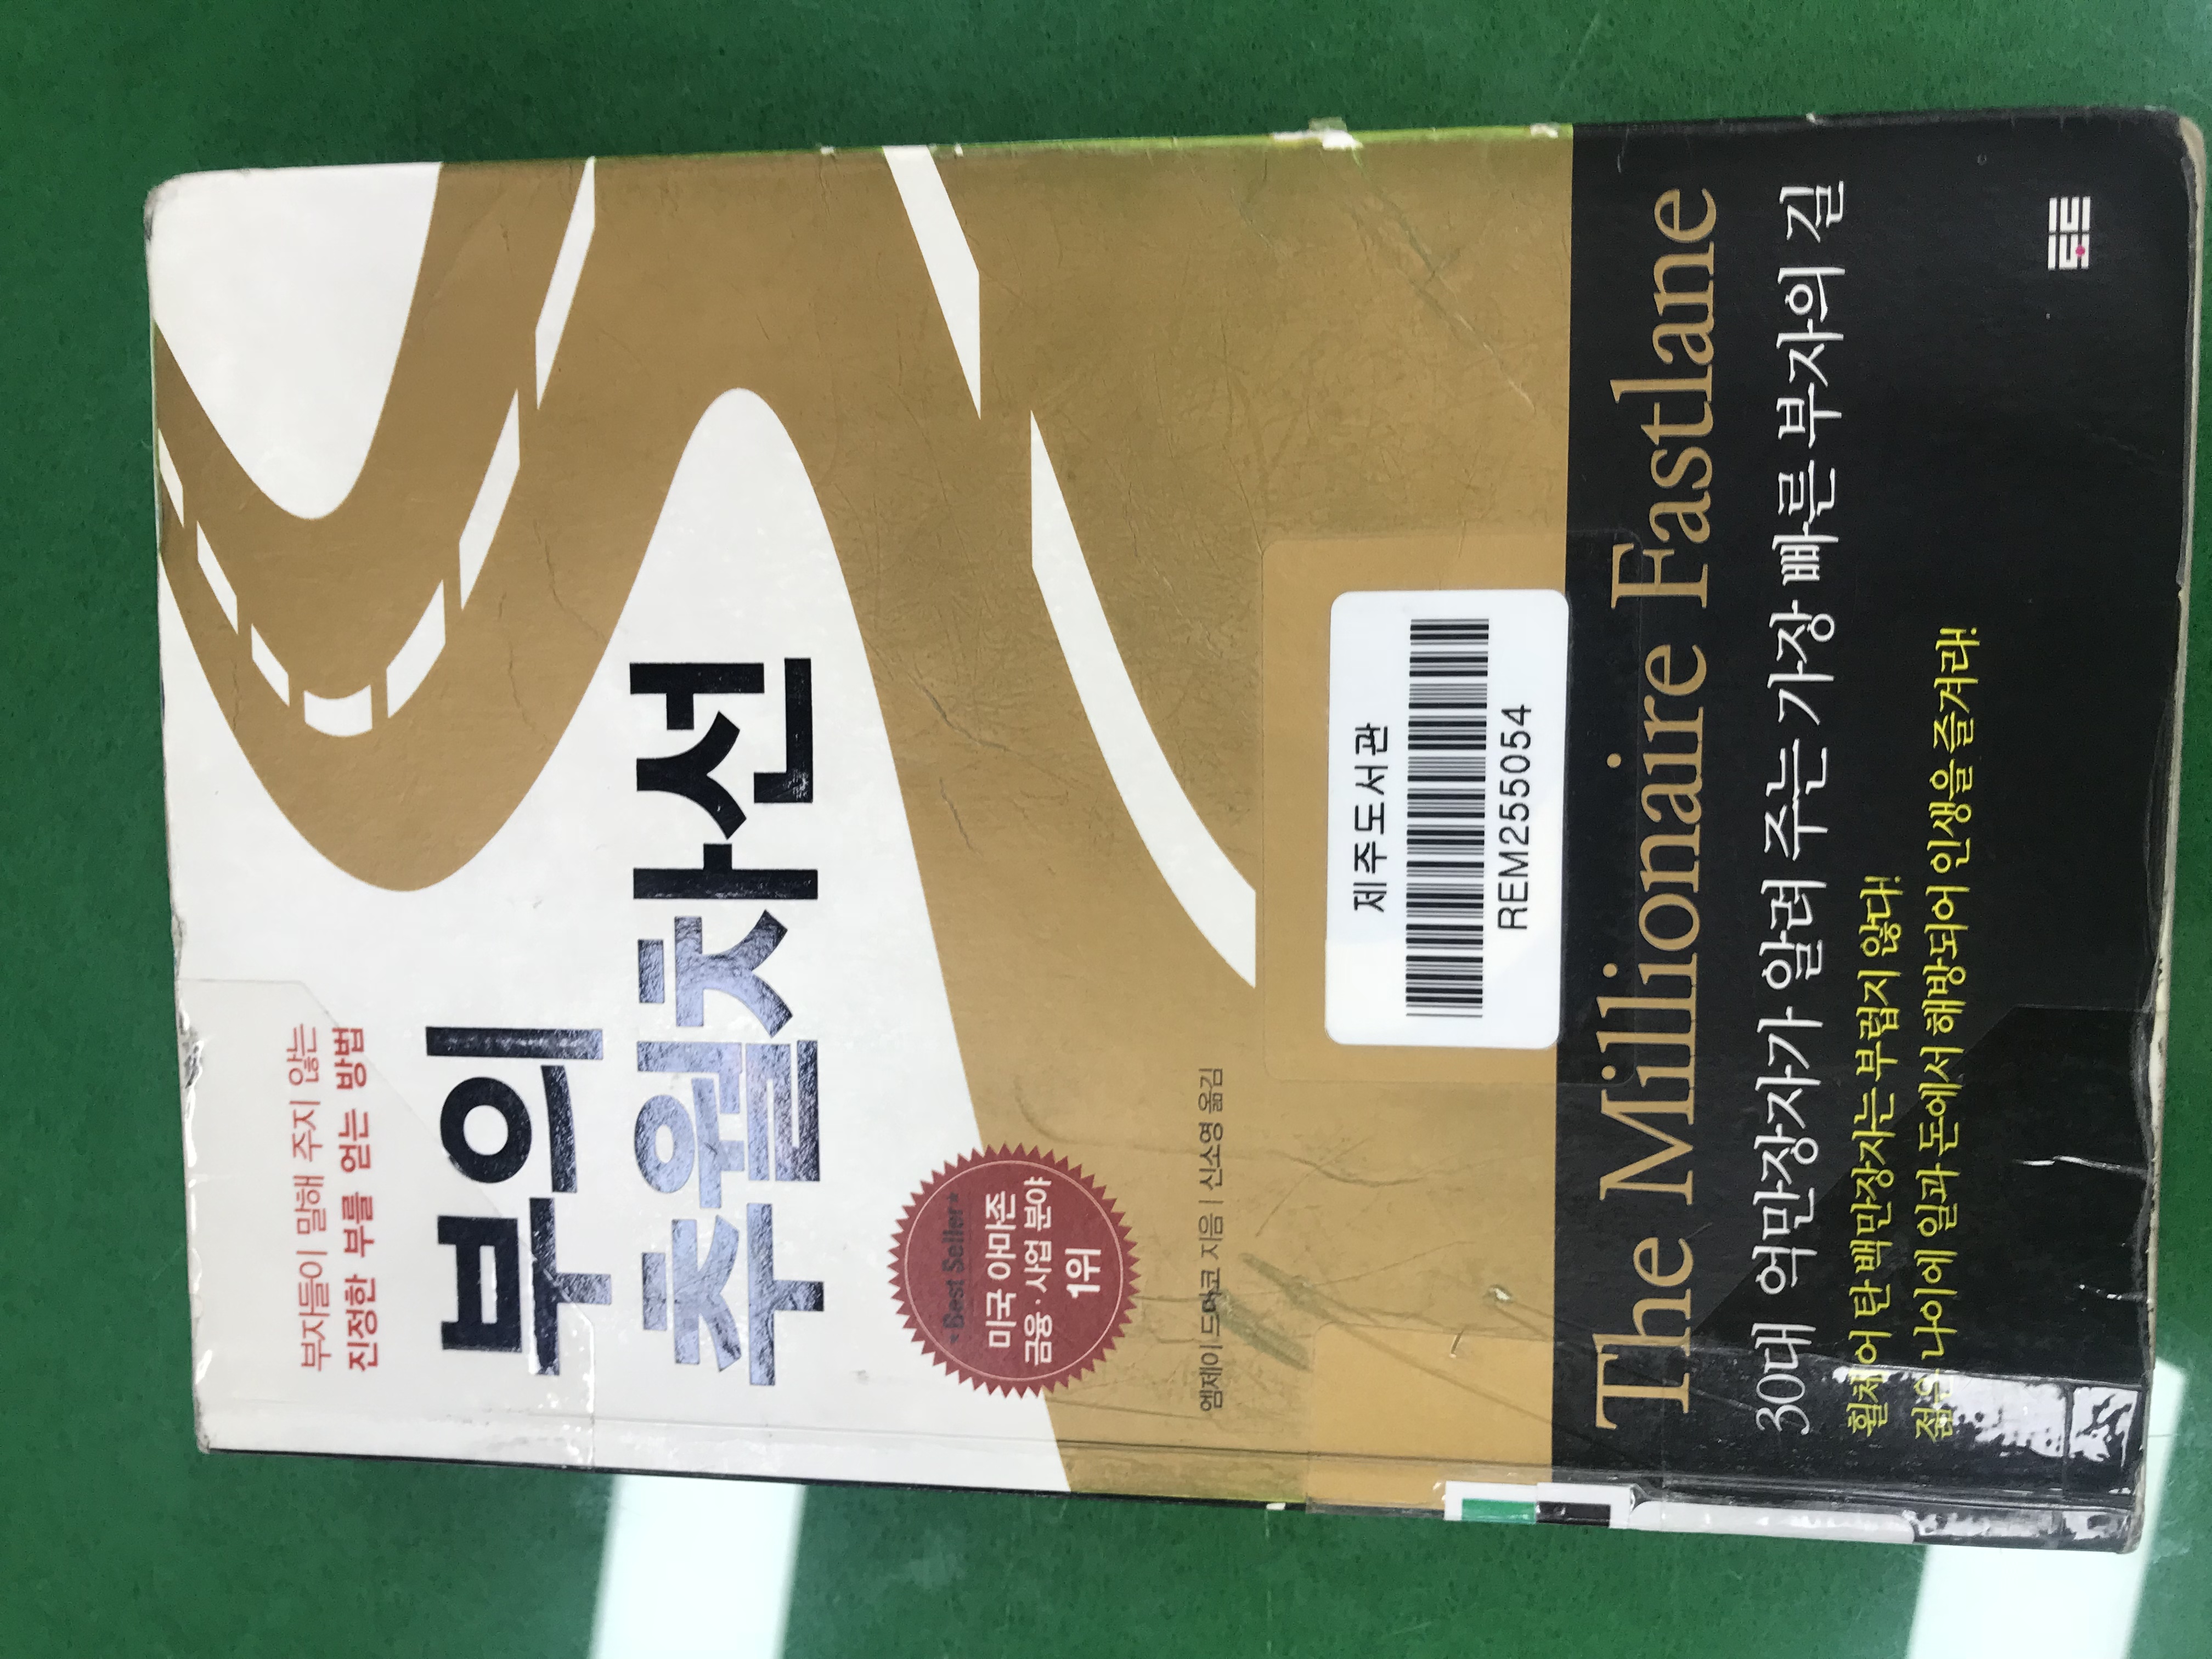 부자들이 말해 주지 않는
진정한 부를 얻는 방법
부의
추월차선
*Best Seller*
미국 아마존
금융·사업 분야
1위
엠제이 드마코 지음 | 신소영 옮김
제주도서관
REM2555054
The Millionaire Fastlane
30대 억만장자가 알려 주는 가장 빠른 부자의 길
휠체어 탄 백만장자는 부럽지 않다!
젊은 나이에 일과 돈에서 해방되어 인생을 즐겨라!